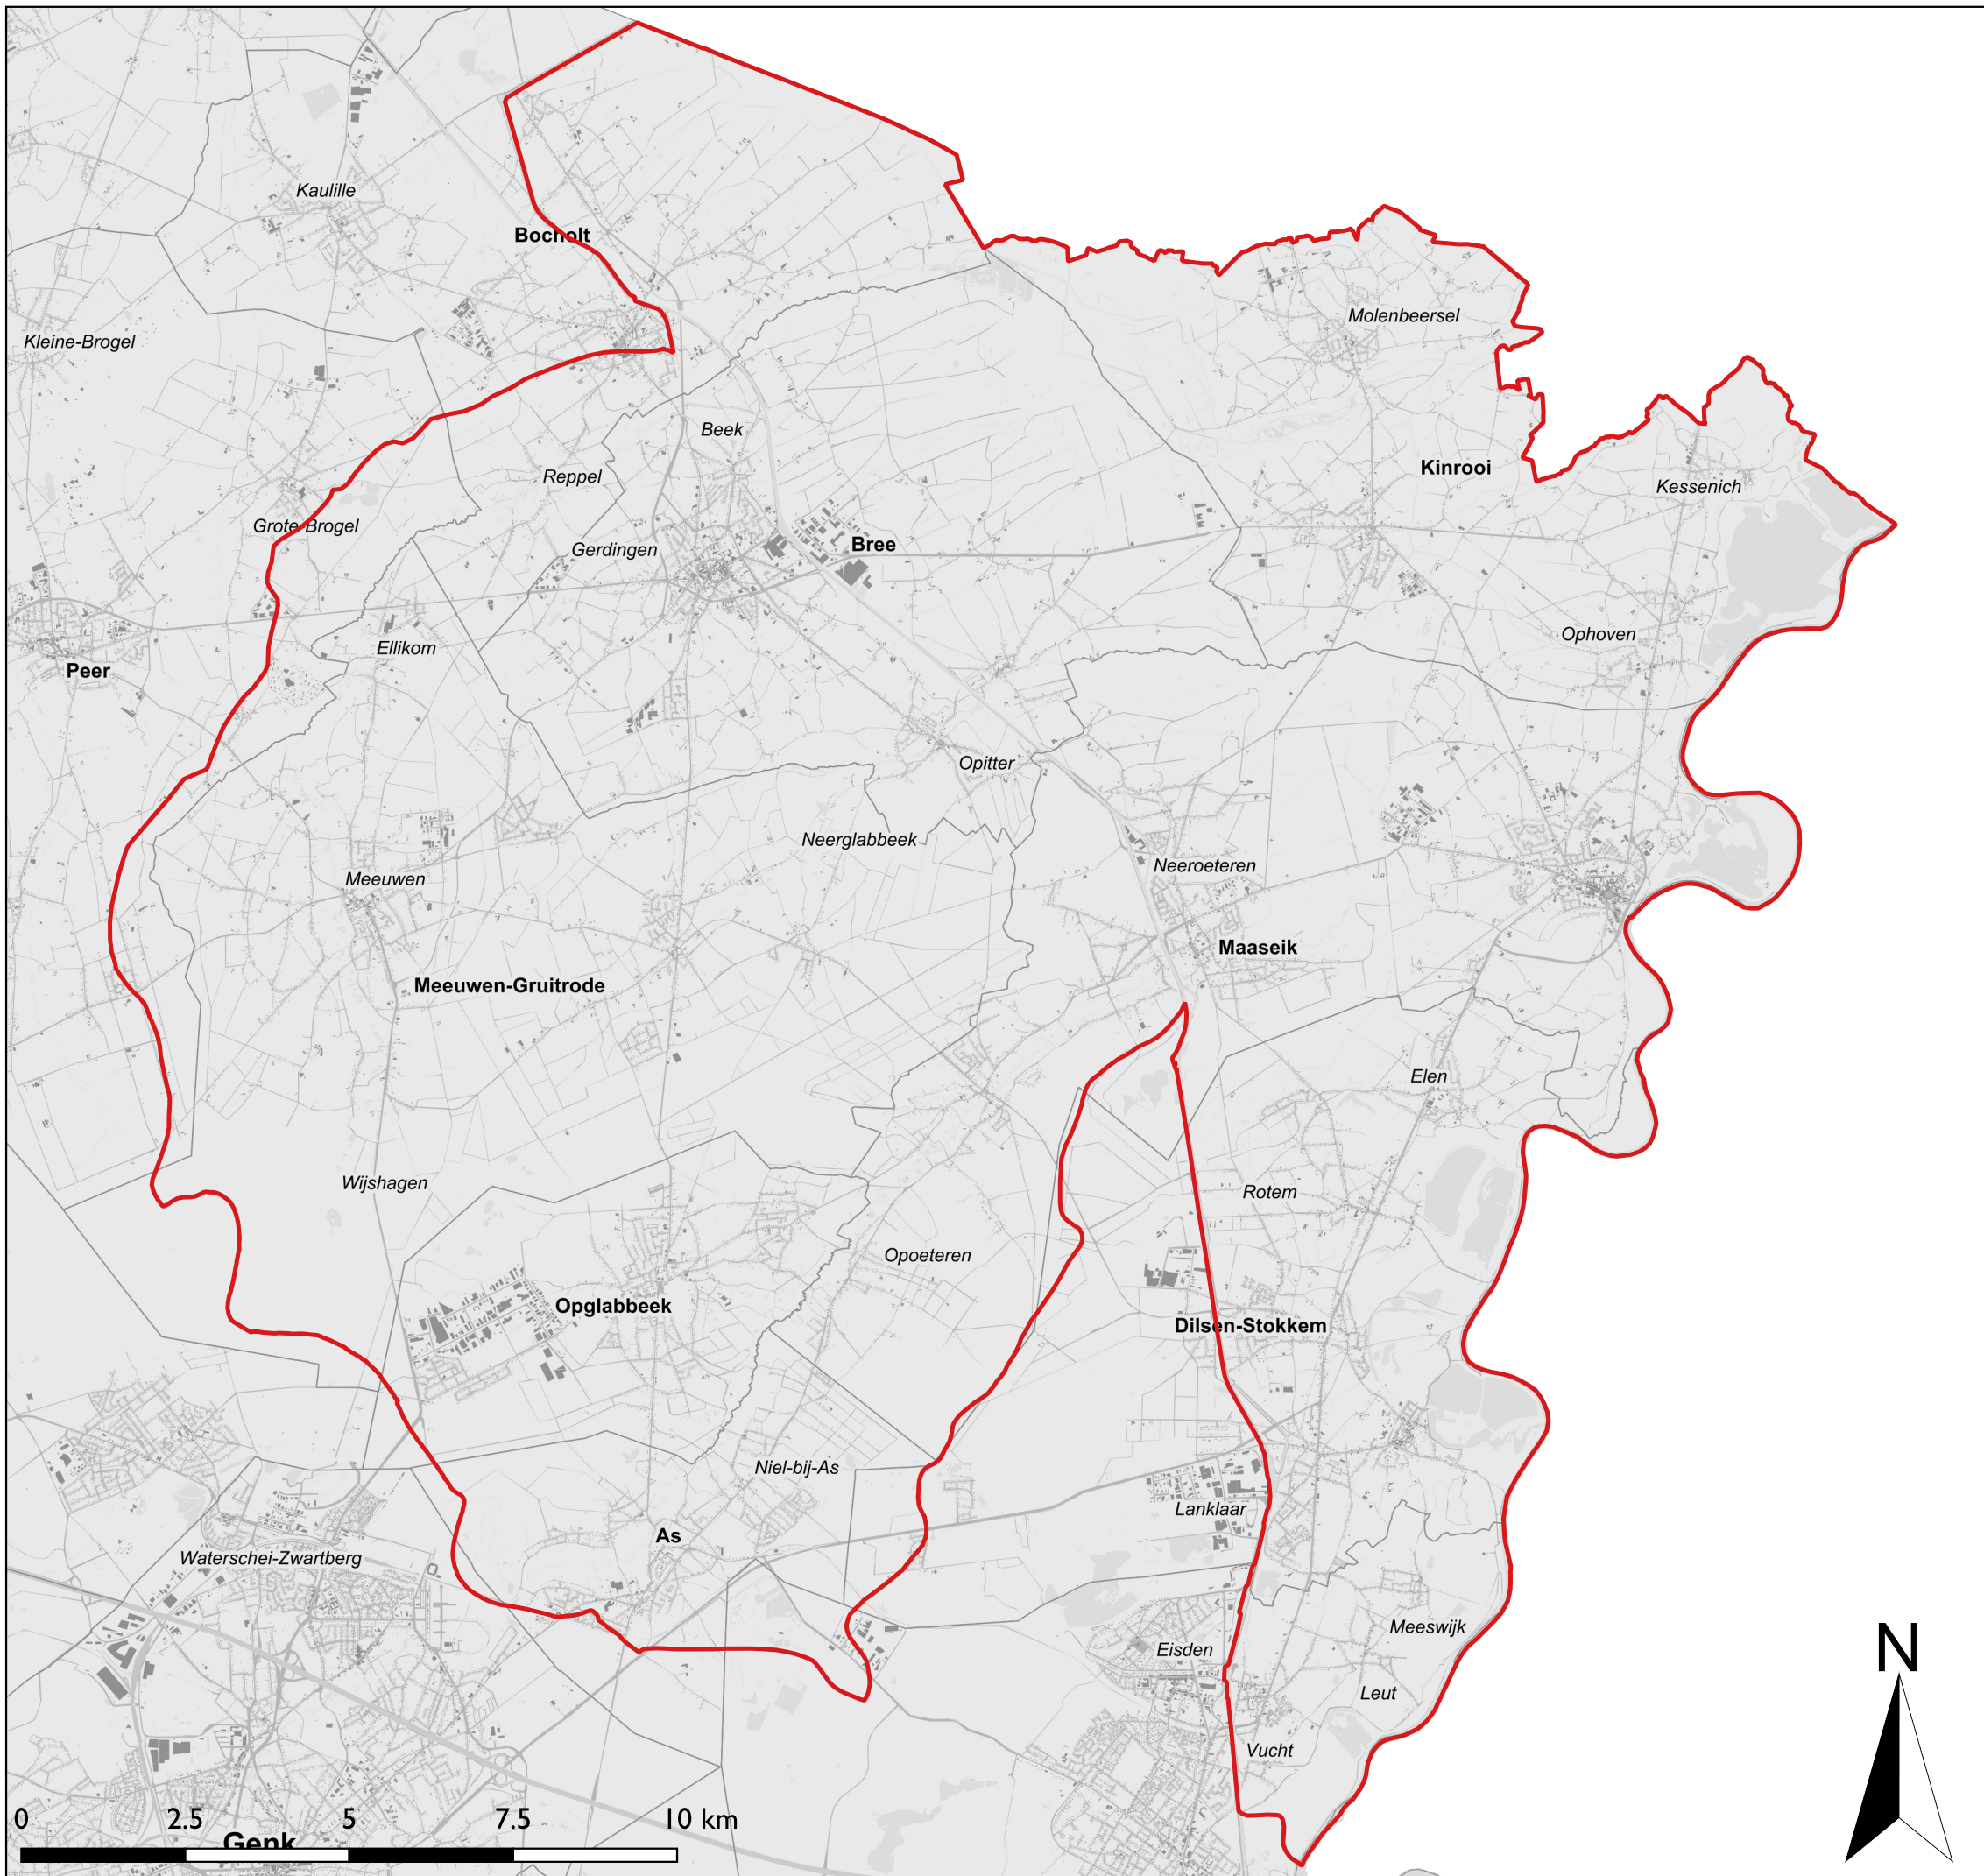 Kaulille
Bocholt
Molenbeersel
Kleine-Brogel
Beek
Kinrooi
Reppel
Kessenich
Grote-Brogel
Gerdingen
Bree
Ophoven
Ellikom
Peer
Opitter
Neerglabbeek
Neeroeteren
Meeuwen
Maaseik
Meeuwen-Gruitrode
Elen
Wijshagen
Rotem
Opoeteren
Opglabbeek
Dilsen-Stokkem
Niel-bij-As
Lanklaar
As
Waterschei-Zwartberg
Meeswijk
Eisden
N
Leut
Vucht
0 2.5 5 7.5 10 km
Genk